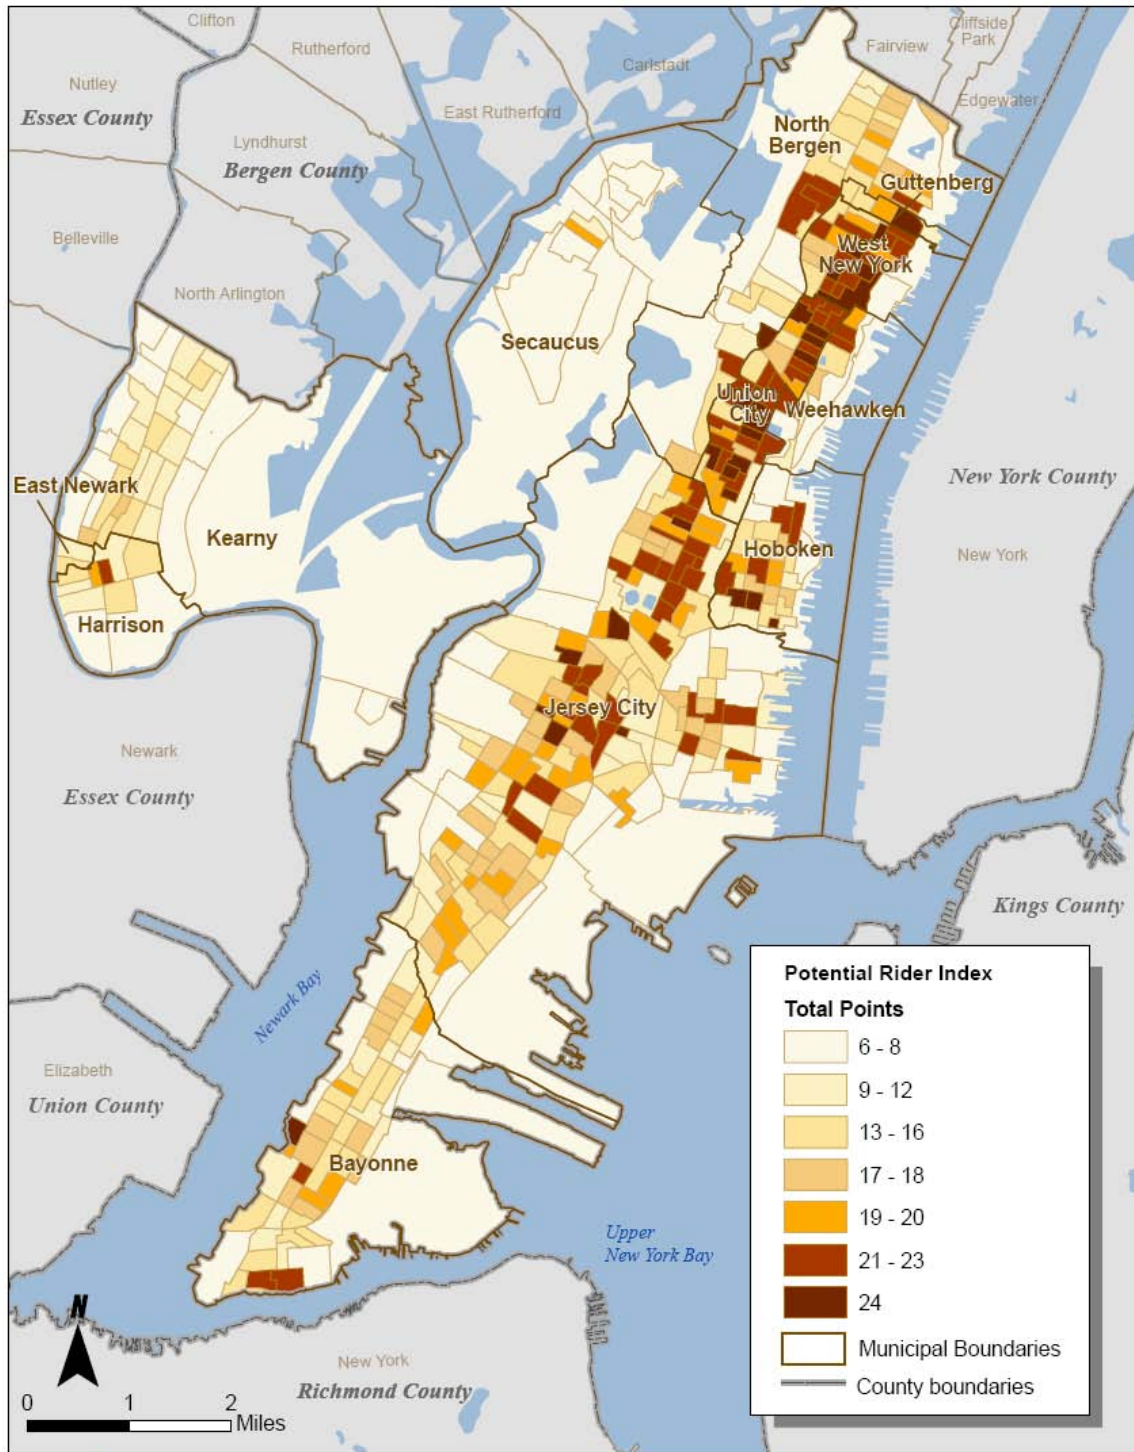 Clifton
Cliffside
Park
Rutherford
Fairview
Carlstadt
Nutley
Essex County
East Rutherford
Edgewater
North
Bergen
Lyndhurst
Bergen County
Guttenberg
Belleville
West
New York
North Arlington
Secaucus
Union
City
Weehawken
East Newark
New York County
Kearny
Hoboken
New York
Harrison
Jersey City
Newark
Essex County
Kings County
Newark Bay
Elizabeth
Union County
Bayonne
Upper
New York Bay
New York
Richmond County
Potential Rider Index
Total Points
6 - 8
9 - 12
13 - 16
17 - 18
19 - 20
21 - 23
24
Municipal Boundaries
County boundaries
N
0 1 2
Miles